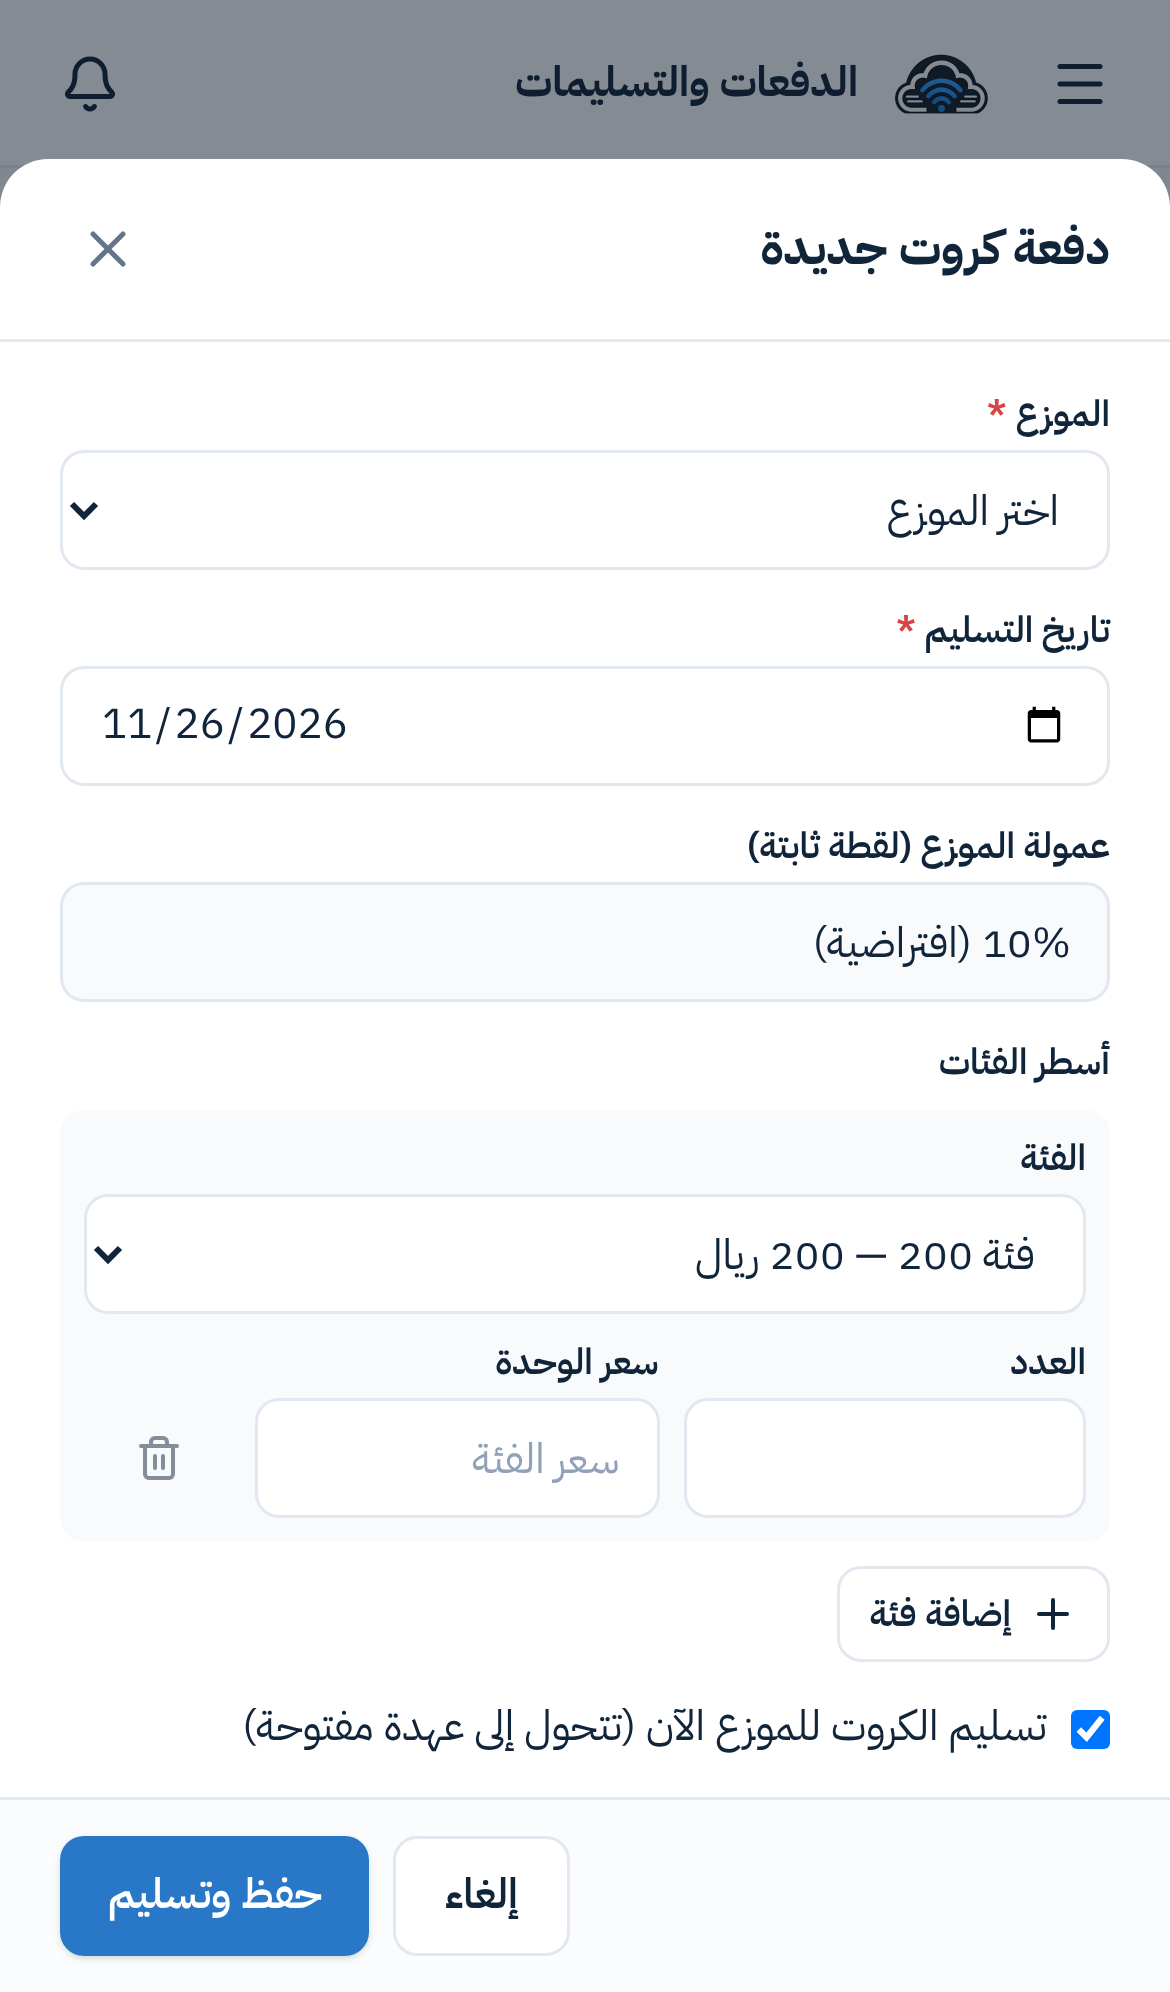 الدفعات والتسليمات
دفعة كروت جديدة
الموزع *
اختر الموزع
تاريخ التسليم *
11/26/2026
عمولة الموزع (لقطة ثابتة)
10% (افتراضية)
أسطر الفئات
الفئة
فئة 200 — 200 ريال
العدد
سعر الوحدة
سعر الفئة
إضافة فئة
تسليم الكروت للموزع الآن (تتحول إلى عهدة مفتوحة)
إلغاء
حفظ وتسليم